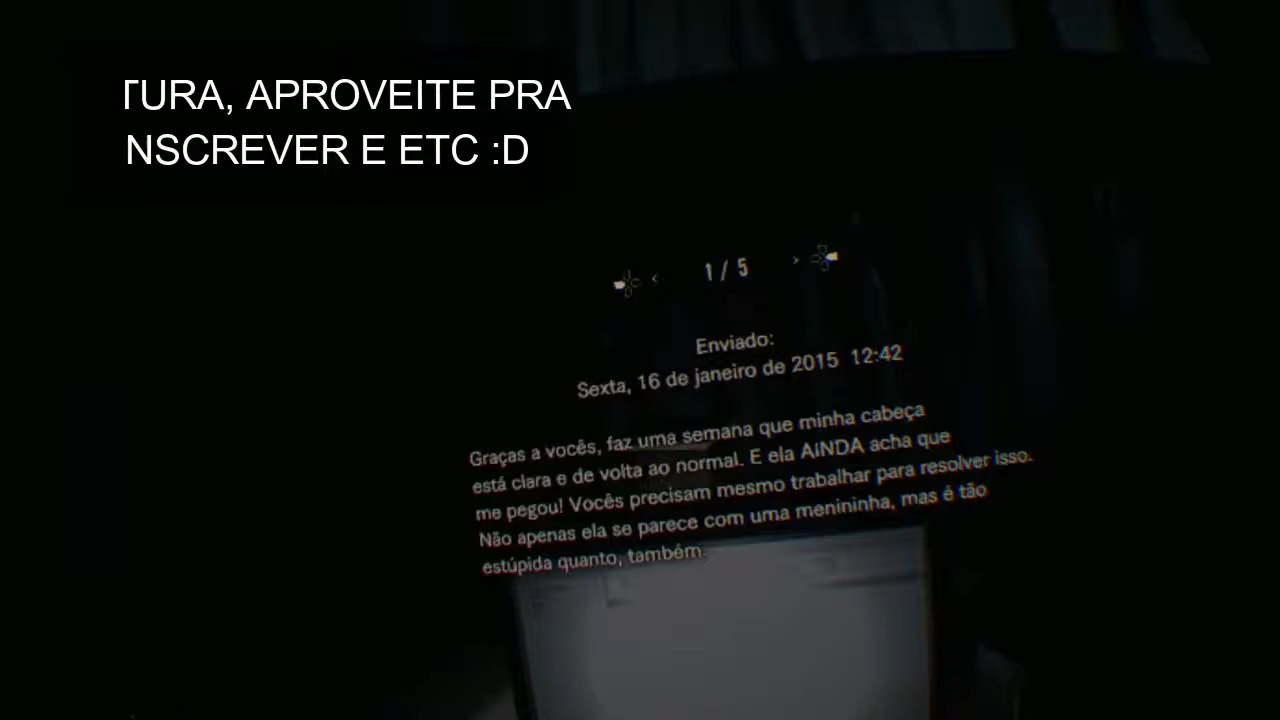 TURA, APROVEITE PRA
NSCREVER E ETC :D
< 1 / 5 >
Enviado:
Sexta, 16 de janeiro de 2015 12:42
Graças a vocês, faz uma semana que minha cabeça
está clara e de volta ao normal. E ela AINDA acha que
me pegou! Vocês precisam mesmo trabalhar para resolver isso.
Não apenas ela se parece com uma menininha, mas é tão
estúpida quanto, também.